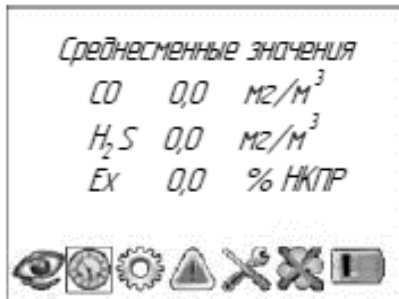 Среднесменные значения
CO 0,0 мг/м³
H₂S 0,0 мг/м³
Ex 0,0 % НКПР